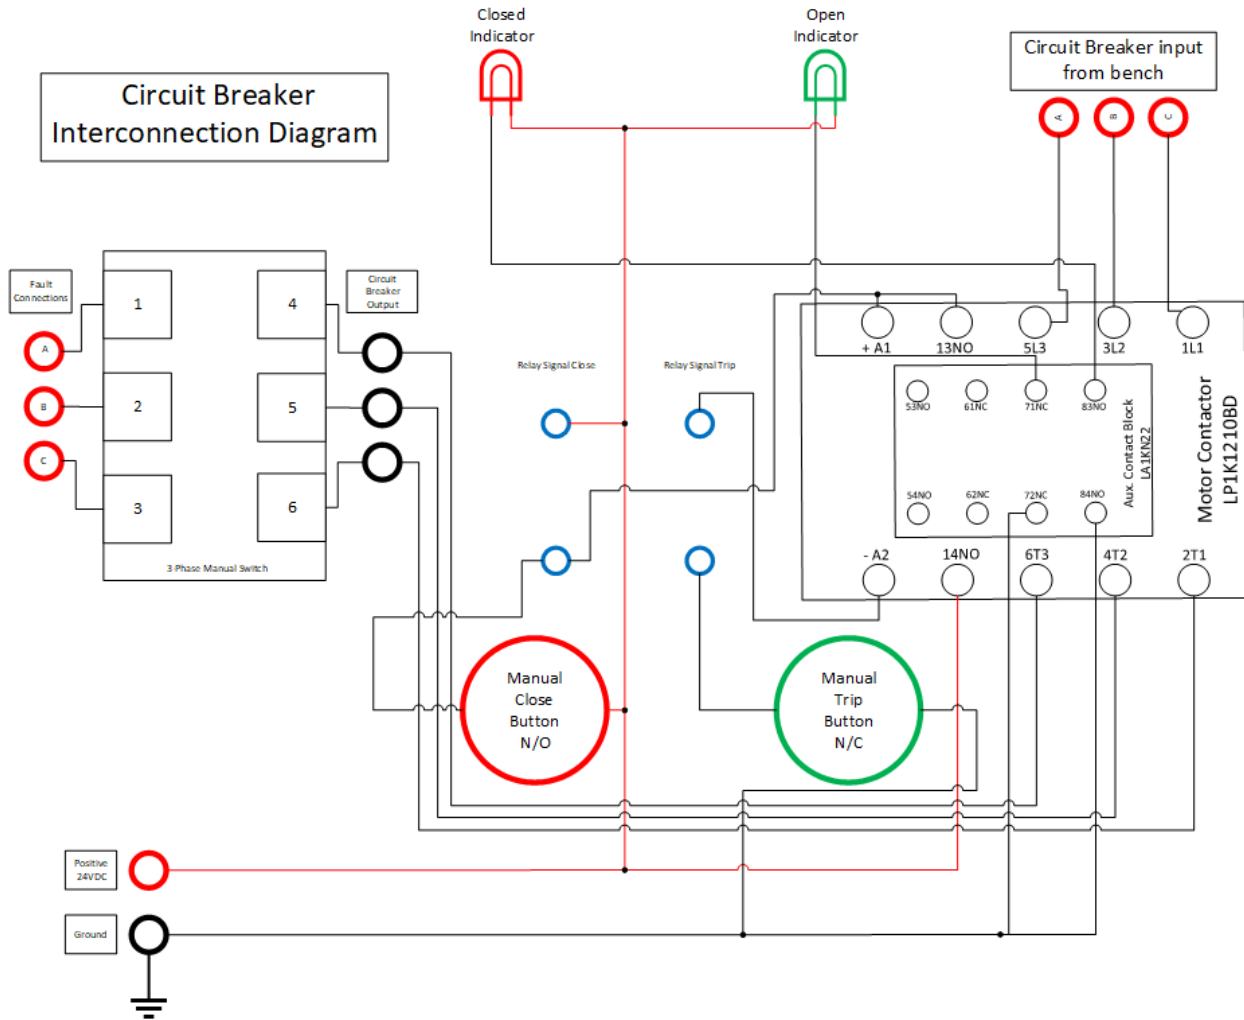 Closed
Indicator
Open
Indicator
Circuit Breaker input
from bench
Circuit Breaker
Interconnection Diagram
A
B
C
Fault
Connections
Circuit
Breaker
Output
1
4
A
2
5
B
C
3
6
3-Phase Manual Switch
Relay Signal Close
Relay Signal Trip
+ A1
13NO
5L3
3L2
1L1
53NO
61NC
71NC
83NO
Aux. Contact Block
LA1KN22
Motor Contactor
LP1K1210BD
54NO
62NC
72NC
84NO
- A2
14NO
6T3
4T2
2T1
Manual
Close
Button
N/O
Manual
Trip
Button
N/C
Positive
24VDC
Ground